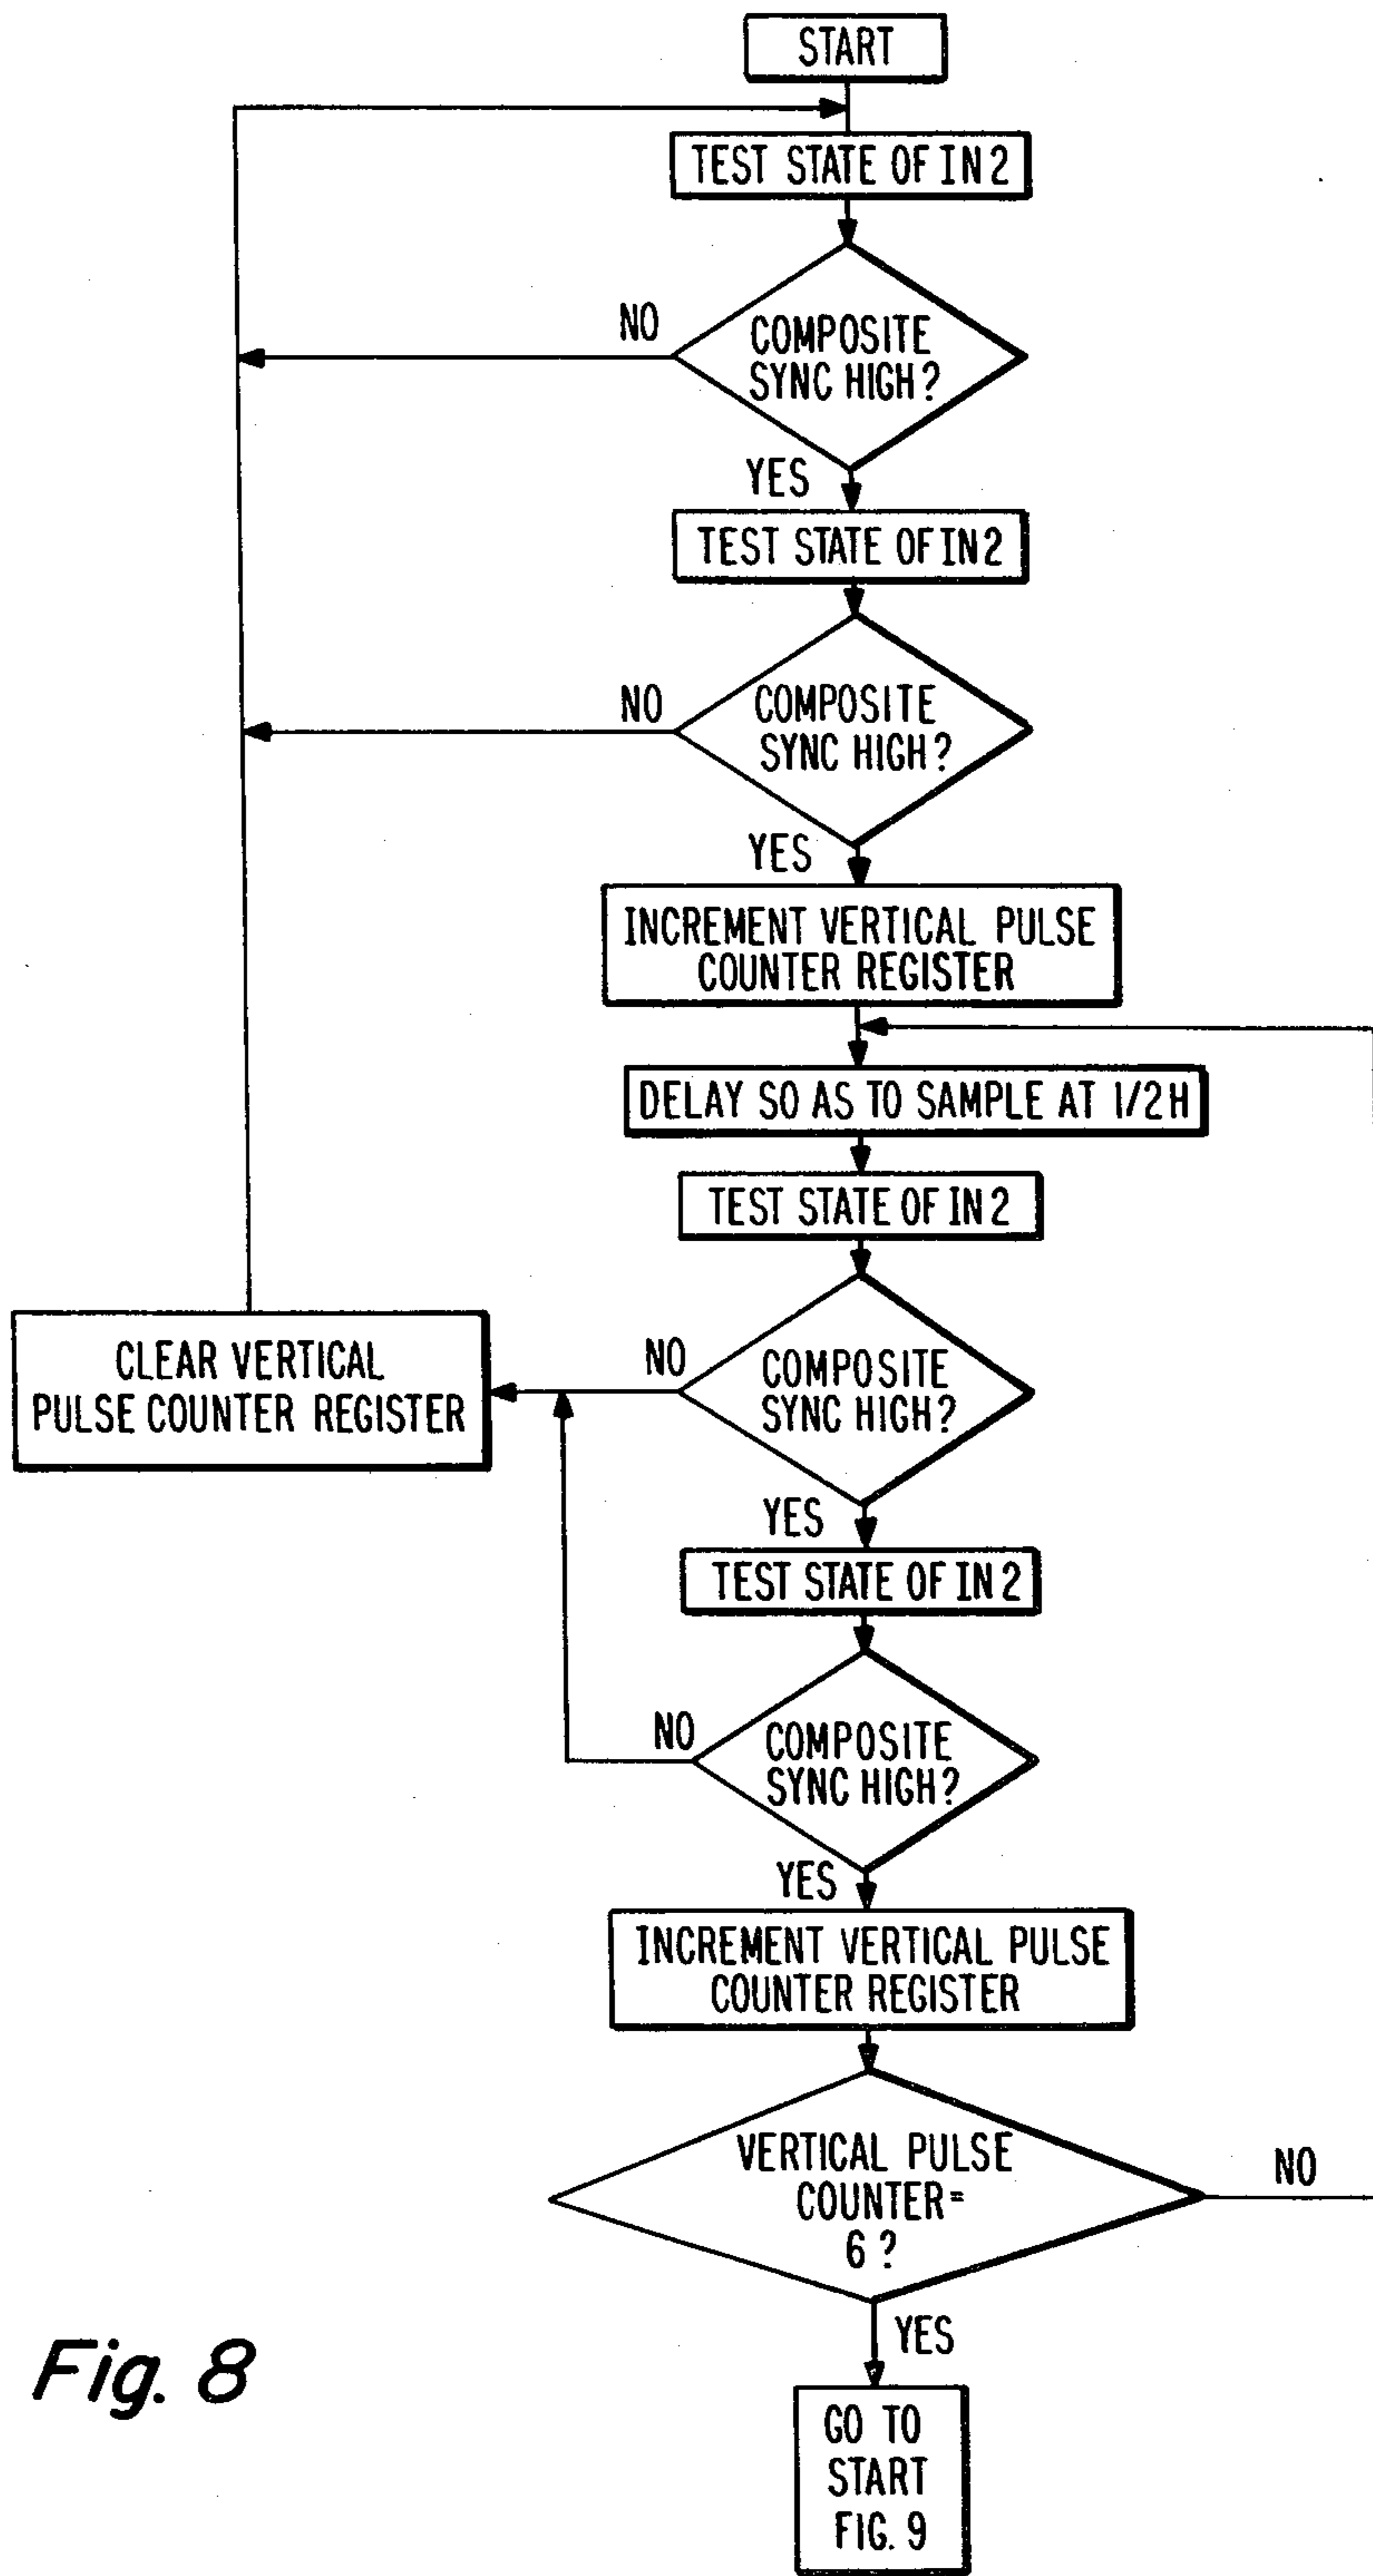 START
TEST STATE OF IN 2
NO
COMPOSITE
SYNC HIGH?
YES
TEST STATE OF IN 2
NO
COMPOSITE
SYNC HIGH?
YES
INCREMENT VERTICAL PULSE
COUNTER REGISTER
DELAY SO AS TO SAMPLE AT 1/2 H
TEST STATE OF IN 2
CLEAR VERTICAL
PULSE COUNTER REGISTER
NO
COMPOSITE
SYNC HIGH?
YES
TEST STATE OF IN 2
NO
COMPOSITE
SYNC HIGH?
YES
INCREMENT VERTICAL PULSE
COUNTER REGISTER
VERTICAL PULSE
COUNTER=
6 ?
NO
YES
GO TO
START
FIG. 9
Fig. 8